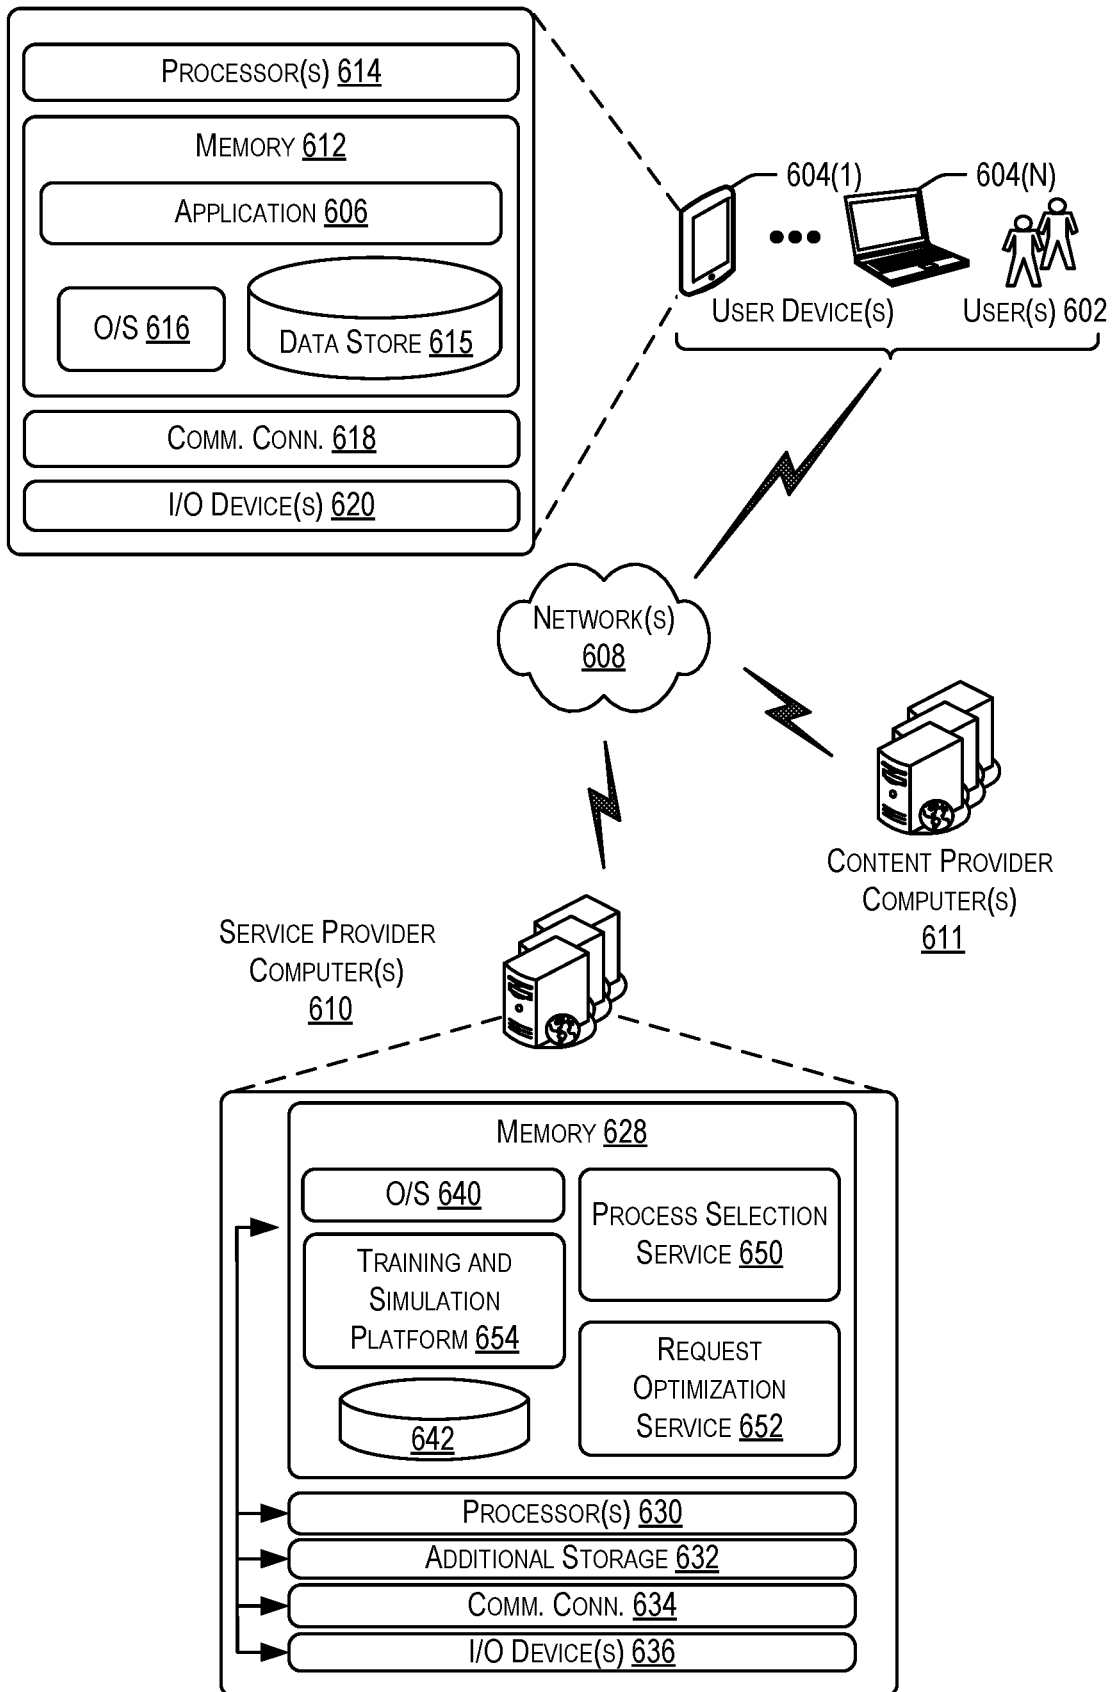 PROCESSOR(S) 614
MEMORY 612
APPLICATION 606
O/S 616
DATA STORE 615
COMM. CONN. 618
I/O DEVICE(S) 620
604(1)
604(N)
USER DEVICE(S)
USER(S) 602
NETWORK(S)
608
CONTENT PROVIDER
COMPUTER(S)
611
SERVICE PROVIDER
COMPUTER(S)
610
MEMORY 628
O/S 640
PROCESS SELECTION
SERVICE 650
TRAINING AND
SIMULATION
PLATFORM 654
REQUEST
OPTIMIZATION
SERVICE 652
642
PROCESSOR(S) 630
ADDITIONAL STORAGE 632
COMM. CONN. 634
I/O DEVICE(S) 636